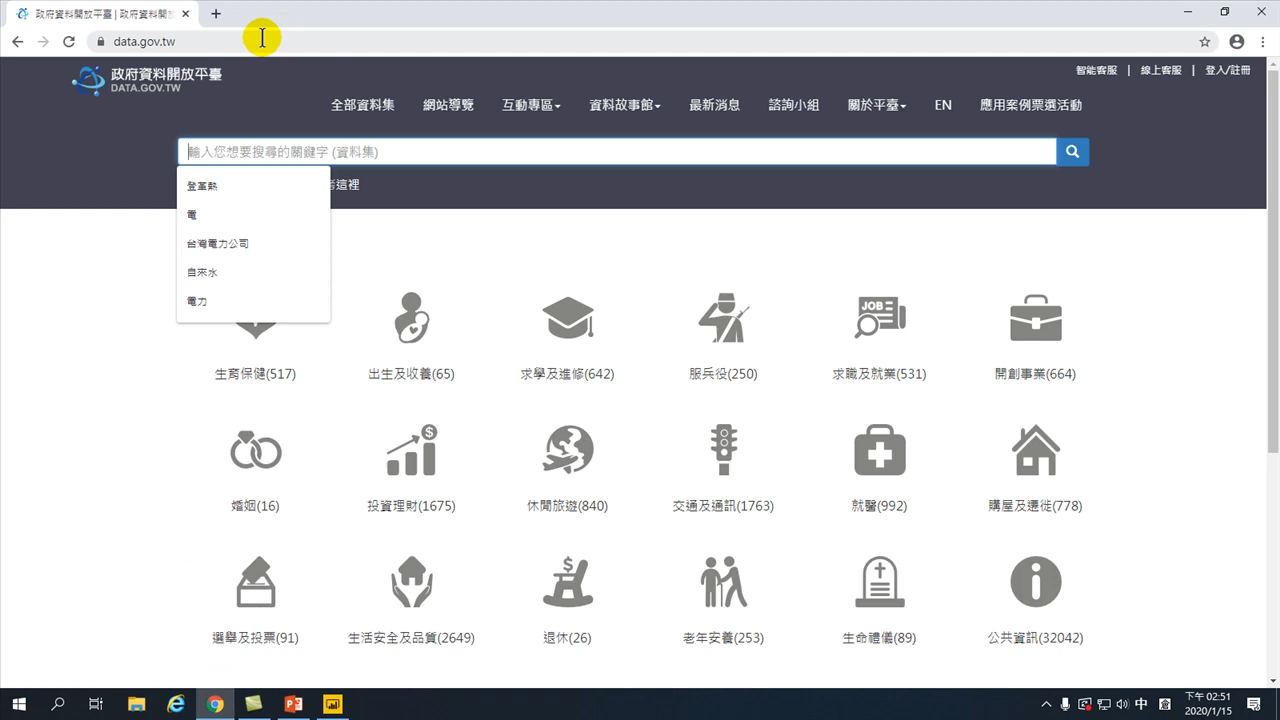 政府資料開放平臺 | 政府資料開放
data.gov.tw
政府資料開放平臺
DATA.GOV.TW
智能客服 | 線上客服 | 登入/註冊
全部資料集 網站導覽 互動專區 資料故事館 最新消息 諮詢小組 關於平臺 EN 應用案例票選活動
輸入您想要搜尋的關鍵字 (資料集)
登革熱
這裡
電
台灣電力公司
自來水
電力
JOB
生育保健(517) 出生及收養(65) 求學及進修(642) 服兵役(250) 求職及就業(531) 開創事業(664)
婚姻(16) 投資理財(1675) 休閒旅遊(840) 交通及通訊(1763) 就醫(992) 購屋及遷徙(778)
選舉及投票(91) 生活安全及品質(2649) 退休(26) 老年安養(253) 生命禮儀(89) 公共資訊(32042)
中
下午 02:51
2020/1/15